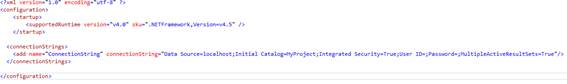 <?xml version="1.0" encoding="utf-8" ?>
<configuration>
<startup>
<supportedRuntime version="v4.0" sku=".NETFramework,Version=v4.5" />
</startup>
<connectionStrings>
<add name="ConnectionString" connectionString="Data Source=localhost;Initial Catalog=MyProject;Integrated Security=True;User ID=;Password=;MultipleActiveResultSets=True"/>
</connectionStrings>
</configuration>